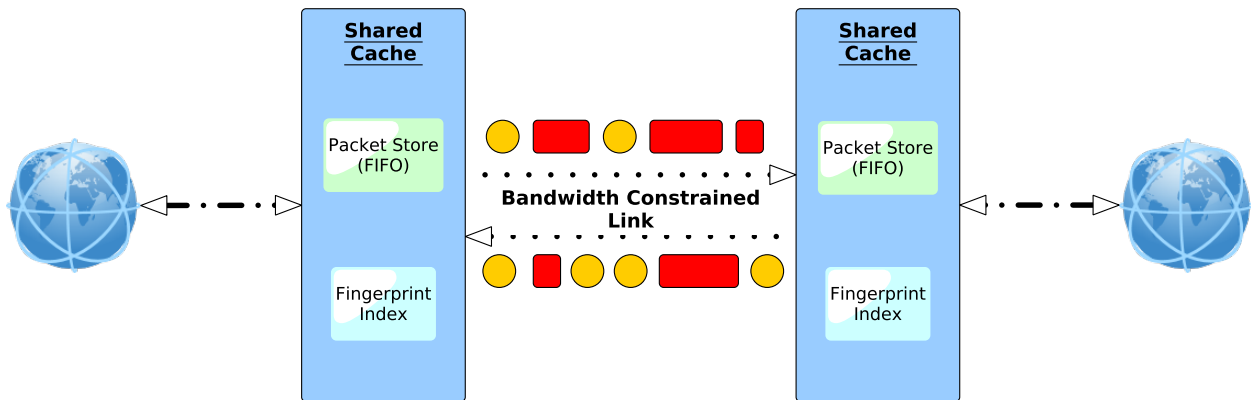 Shared
Cache
Packet Store
(FIFO)
Fingerprint
Index
Bandwidth Constrained
Link
Shared
Cache
Packet Store
(FIFO)
Fingerprint
Index